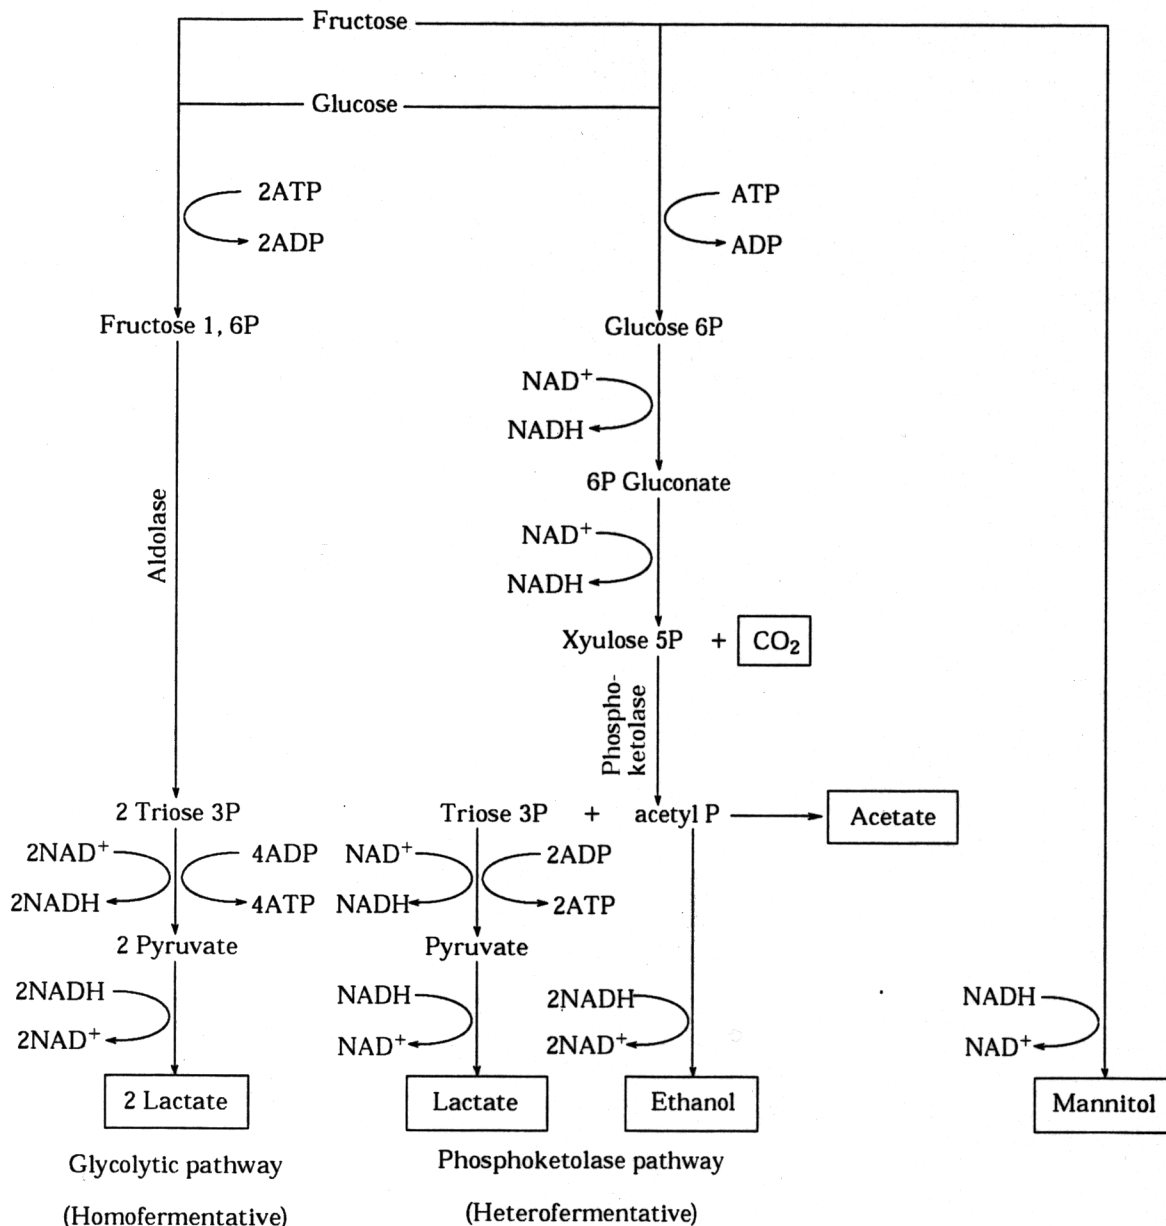 Fructose
Glucose
2ATP
2ADP
ATP
ADP
Fructose 1, 6P
Glucose 6P
NAD⁺
NADH
6P Gluconate
Aldolase
NAD⁺
NADH
Xyulose 5P + CO₂
Phospho-
ketolase
2 Triose 3P
Triose 3P + acetyl P
Acetate
2NAD⁺
4ADP
NAD⁺
2ADP
2NADH
4ATP
NADH
2ATP
2 Pyruvate
Pyruvate
2NADH
NADH
2NADH
NADH
2NAD⁺
NAD⁺
2NAD⁺
NAD⁺
2 Lactate
Lactate
Ethanol
Mannitol
Glycolytic pathway
(Homofermentative)
Phosphoketolase pathway
(Heterofermentative)